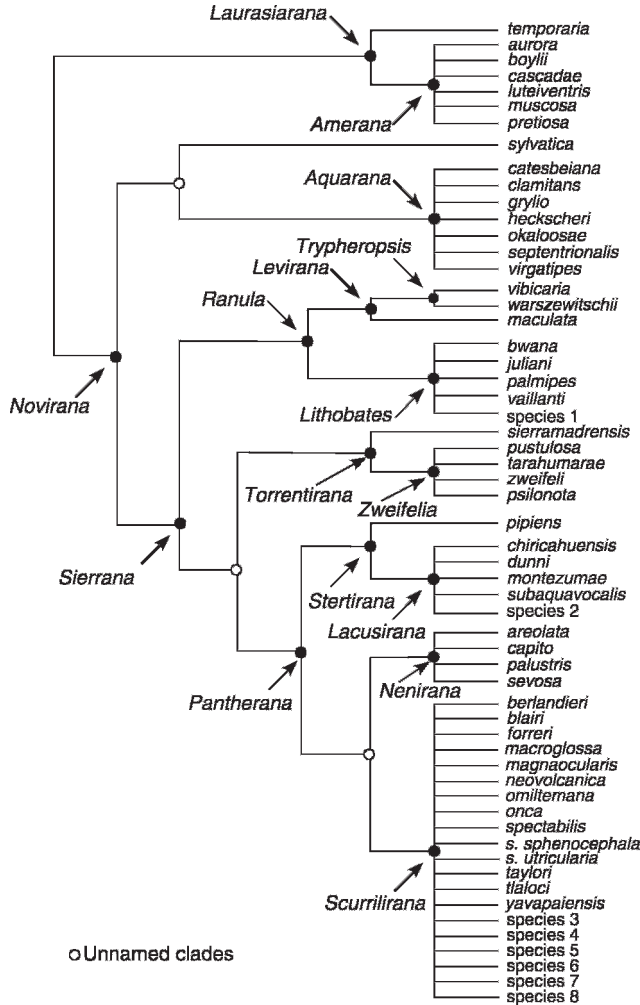 Laurasiarana
temporaria
aurora
boylii
cascadae
luteiventris
muscosa
Amerana
pretiosa
sylvatica
catesbeiana
Aquarana
clamitans
grylio
heckscheri
okaloosae
Trypheropsis
septentrionalis
Levirana
virgatipes
vibicaria
Ranula
warszewitschii
maculata
bwana
juliani
palmipes
Novirana
vaillanti
Lithobates
species 1
sierramadrensis
pustulosa
tarahumarae
zweifeli
Torrentirana
psilonota
Zweifelia
pipiens
chiricahuensis
dunni
Sierrana
montezumae
Stertirana
subaquavocalis
species 2
Lacusirana
areolata
capito
palustris
Nenirana
sevosa
Pantherana
berlandieri
blairi
forreri
macroglossa
magnaocularis
neovolcanica
omiltemana
onca
spectabilis
s. sphenocephala
s. utricularia
taylori
tlaloci
Scurrilirana
yavapaiensis
species 3
species 4
species 5
Unnamed clades
species 6
species 7
species 8